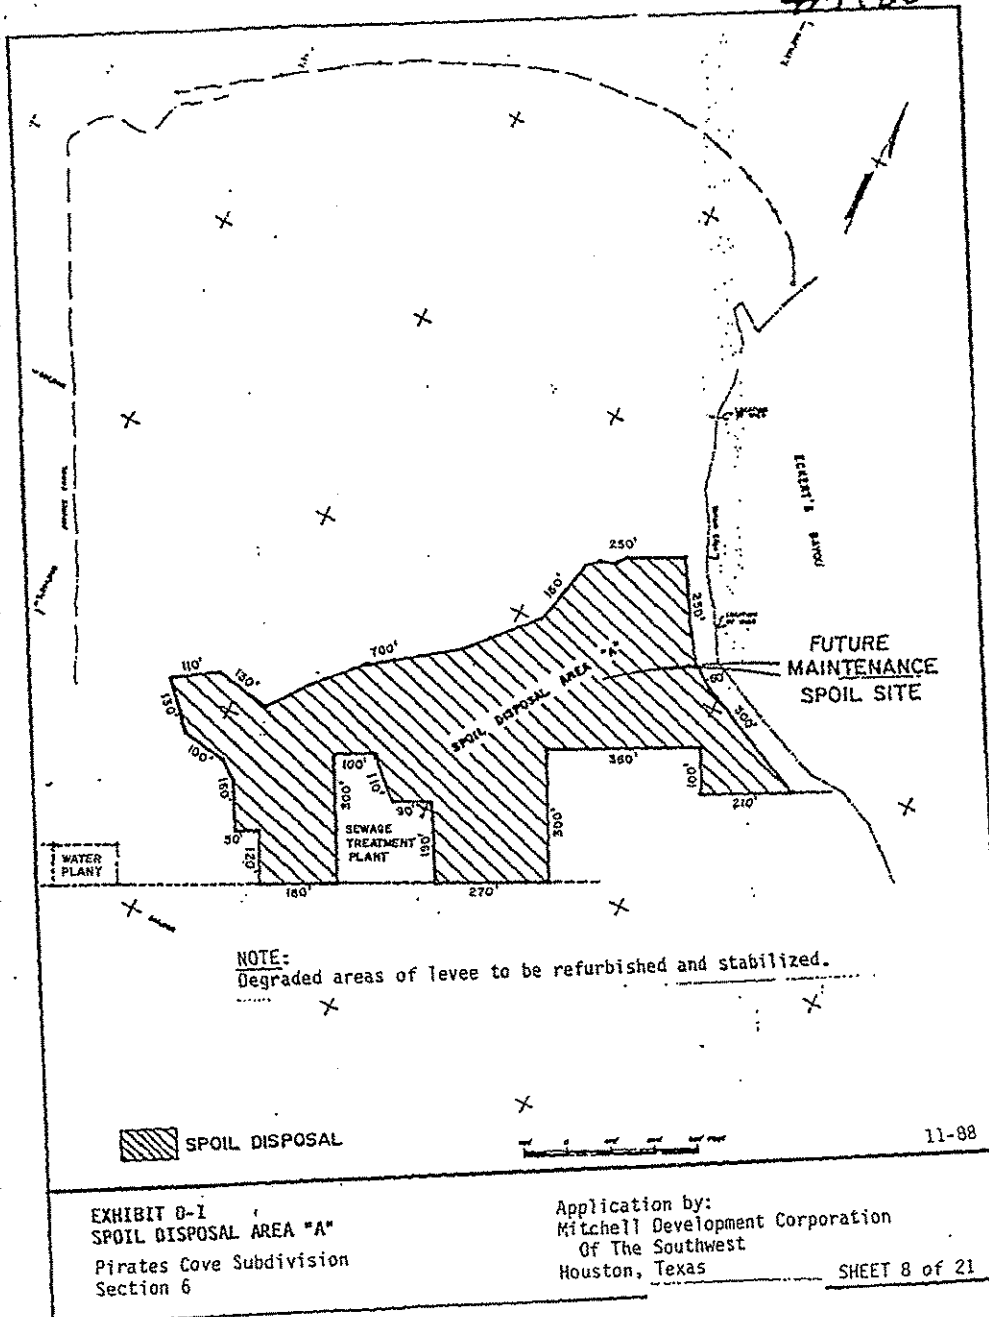 ECKERT'S BAYOU
250'
150'
250'
FUTURE
MAINTENANCE
SPOIL SITE
700'
110'
130'
130'
SPOIL DISPOSAL AREA "A"
300'
100'
160'
100'
110'
360'
100'
210'
300'
90'
300'
50'
120'
SEWAGE
TREATMENT
PLANT
190'
WATER
PLANT
180'
270'
NOTE:
Degraded areas of levee to be refurbished and stabilized.
SPOIL DISPOSAL
11-88
EXHIBIT D-1
SPOIL DISPOSAL AREA "A"
Pirates Cove Subdivision
Section 6
Application by:
Mitchell Development Corporation
Of The Southwest
Houston, Texas
SHEET 8 of 21